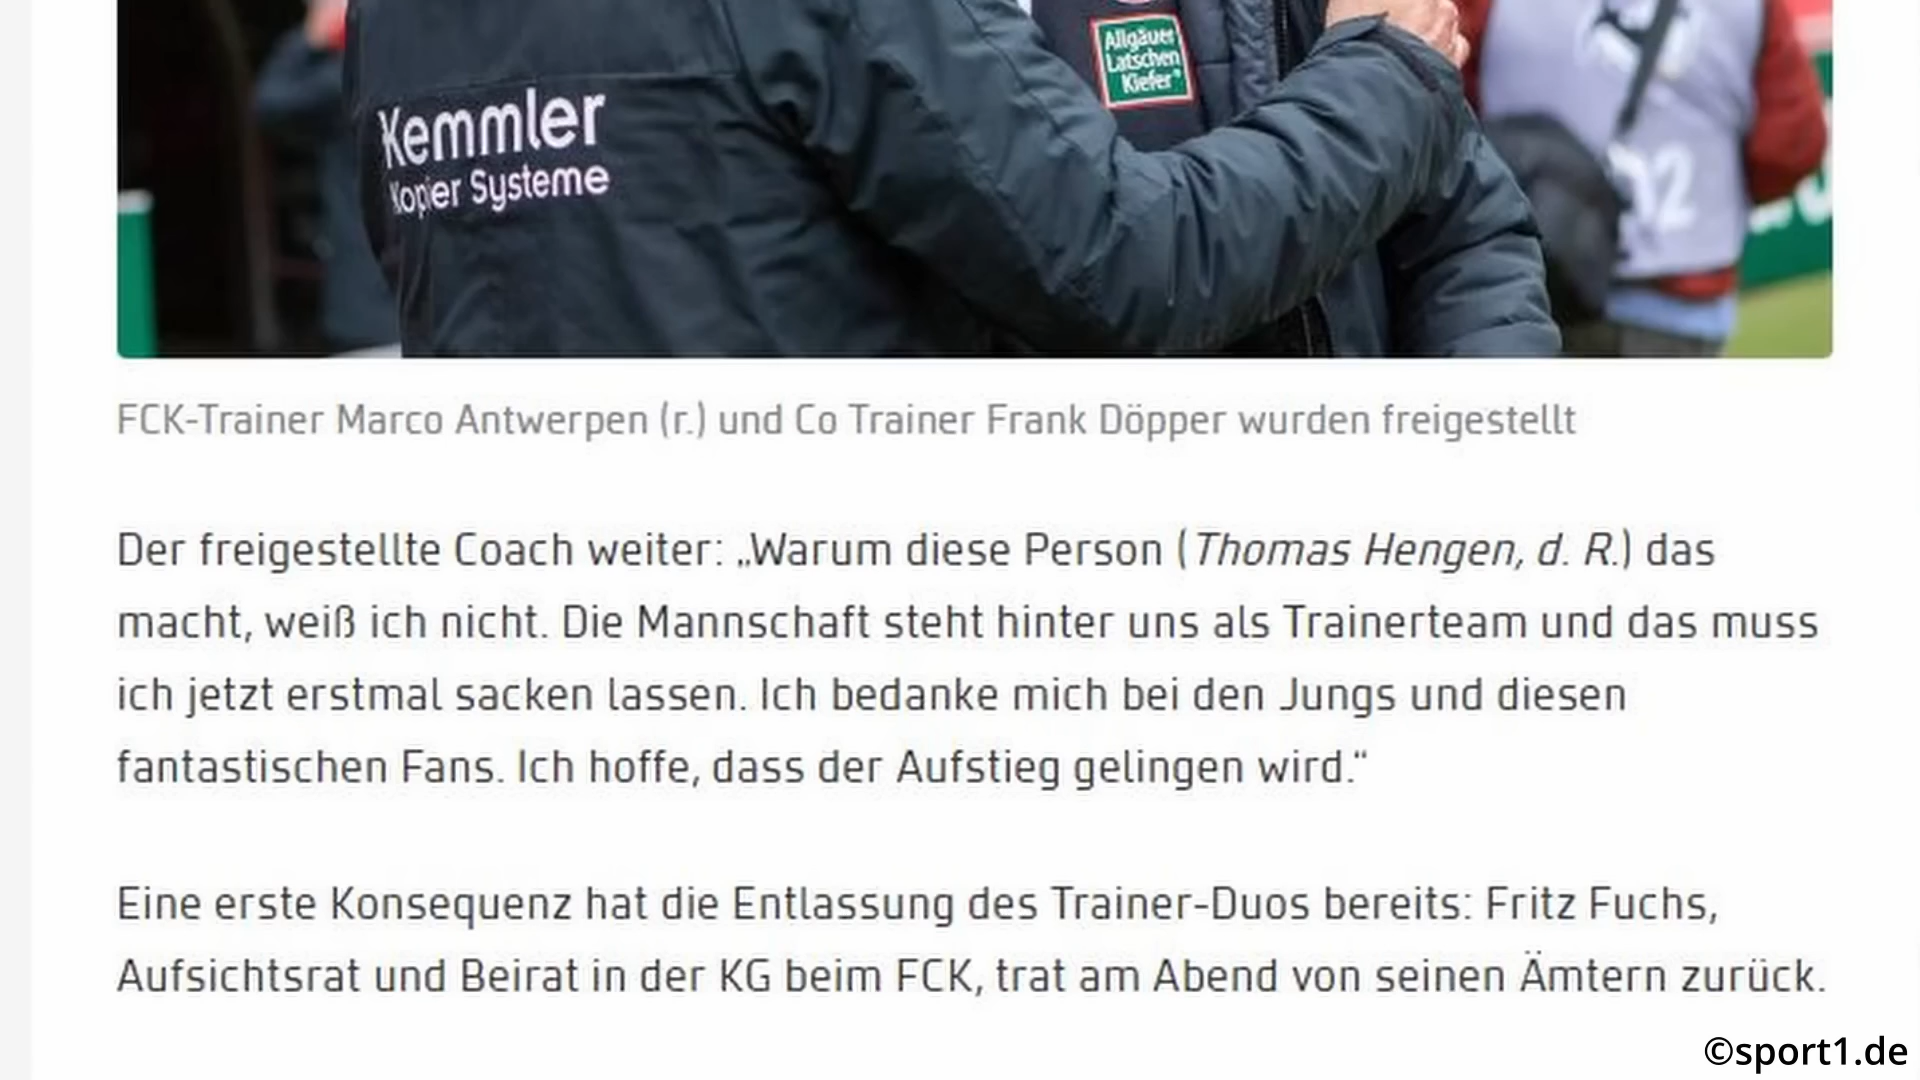 Allgäuer
Latschen
Kiefer®
Kemmler
Kopier Systeme
02
FCK-Trainer Marco Antwerpen (r.) und Co Trainer Frank Döpper wurden freigestellt
Der freigestellte Coach weiter: „Warum diese Person (Thomas Hengen, d. R.) das
macht, weiß ich nicht. Die Mannschaft steht hinter uns als Trainerteam und das muss
ich jetzt erstmal sacken lassen. Ich bedanke mich bei den Jungs und diesen
fantastischen Fans. Ich hoffe, dass der Aufstieg gelingen wird.“
Eine erste Konsequenz hat die Entlassung des Trainer-Duos bereits: Fritz Fuchs,
Aufsichtsrat und Beirat in der KG beim FCK, trat am Abend von seinen Ämtern zurück.
©sport1.de